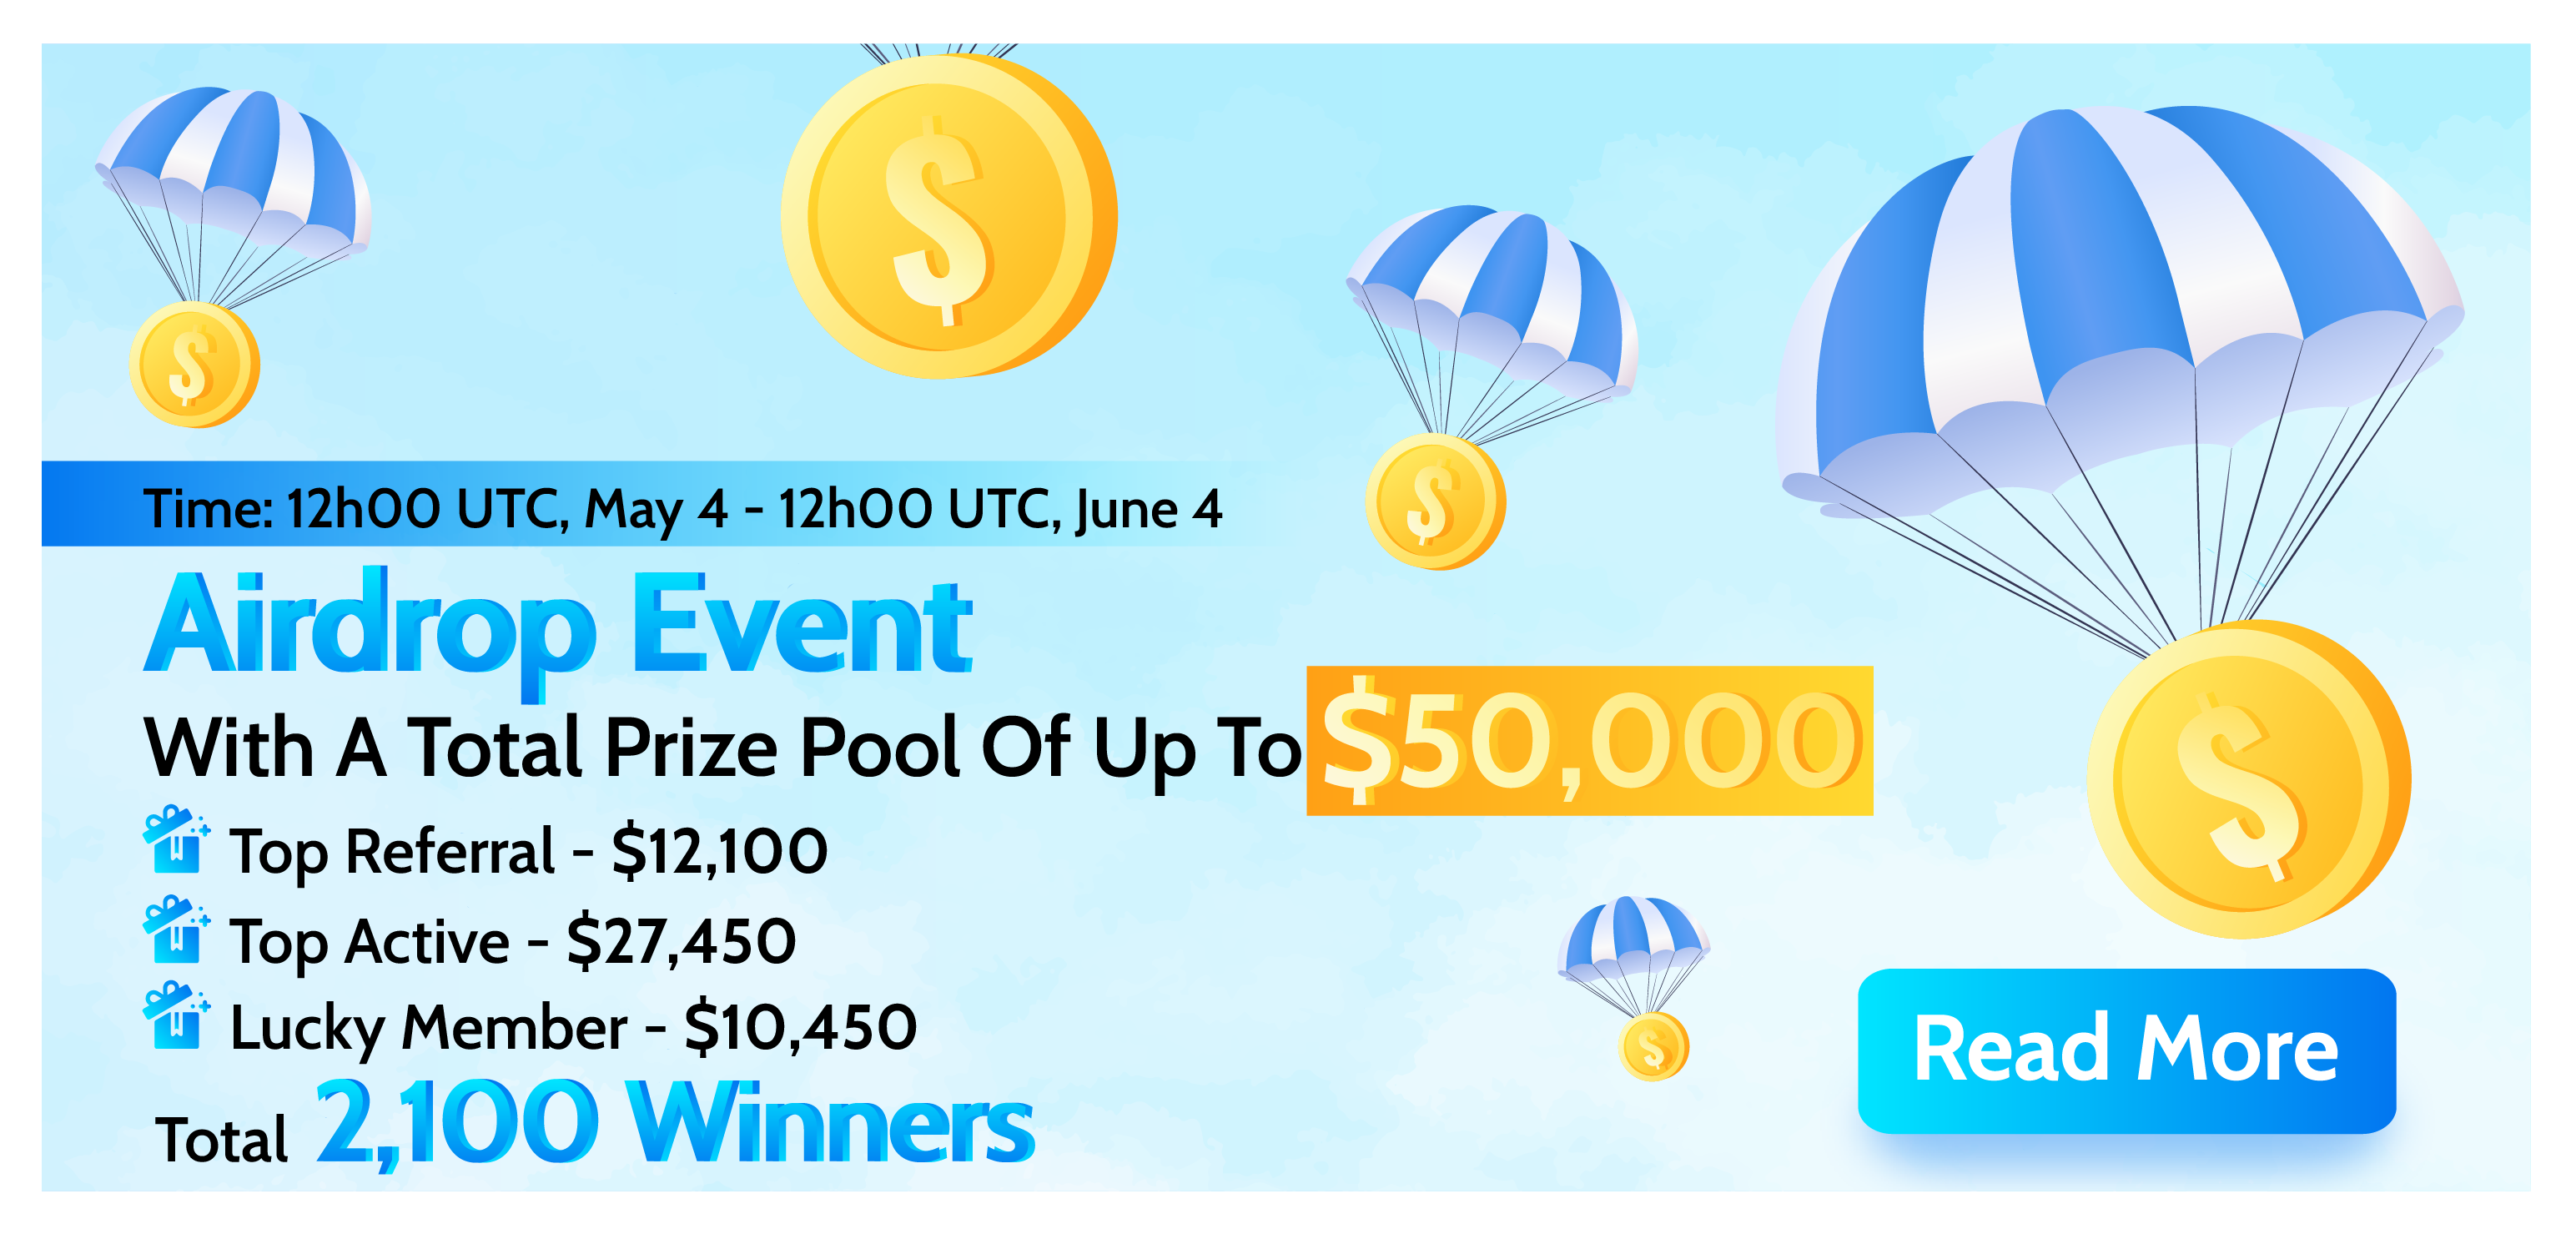 Time: 12h00 UTC, May 4 - 12h00 UTC, June 4
Airdrop Event
With A Total Prize Pool Of Up To $50,000
Top Referral - $12,100
Top Active - $27,450
Lucky Member - $10,450
Total 2,100 Winners
Read More